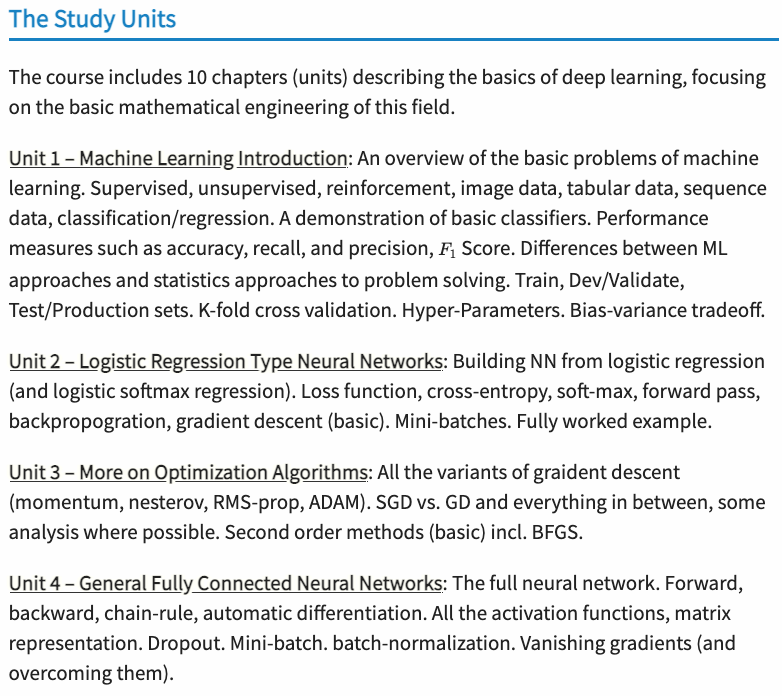 The Study Units
The course includes 10 chapters (units) describing the basics of deep learning, focusing
on the basic mathematical engineering of this field.
Unit 1 – Machine Learning Introduction: An overview of the basic problems of machine
learning. Supervised, unsupervised, reinforcement, image data, tabular data, sequence
data, classification/regression. A demonstration of basic classifiers. Performance
measures such as accuracy, recall, and precision, F₁ Score. Differences between ML
approaches and statistics approaches to problem solving. Train, Dev/Validate,
Test/Production sets. K-fold cross validation. Hyper-Parameters. Bias-variance tradeoff.
Unit 2 – Logistic Regression Type Neural Networks: Building NN from logistic regression
(and logistic softmax regression). Loss function, cross-entropy, soft-max, forward pass,
backpropogration, gradient descent (basic). Mini-batches. Fully worked example.
Unit 3 – More on Optimization Algorithms: All the variants of graident descent
(momentum, nesterov, RMS-prop, ADAM). SGD vs. GD and everything in between, some
analysis where possible. Second order methods (basic) incl. BFGS.
Unit 4 – General Fully Connected Neural Networks: The full neural network. Forward,
backward, chain-rule, automatic differentiation. All the activation functions, matrix
representation. Dropout. Mini-batch. batch-normalization. Vanishing gradients (and
overcoming them).